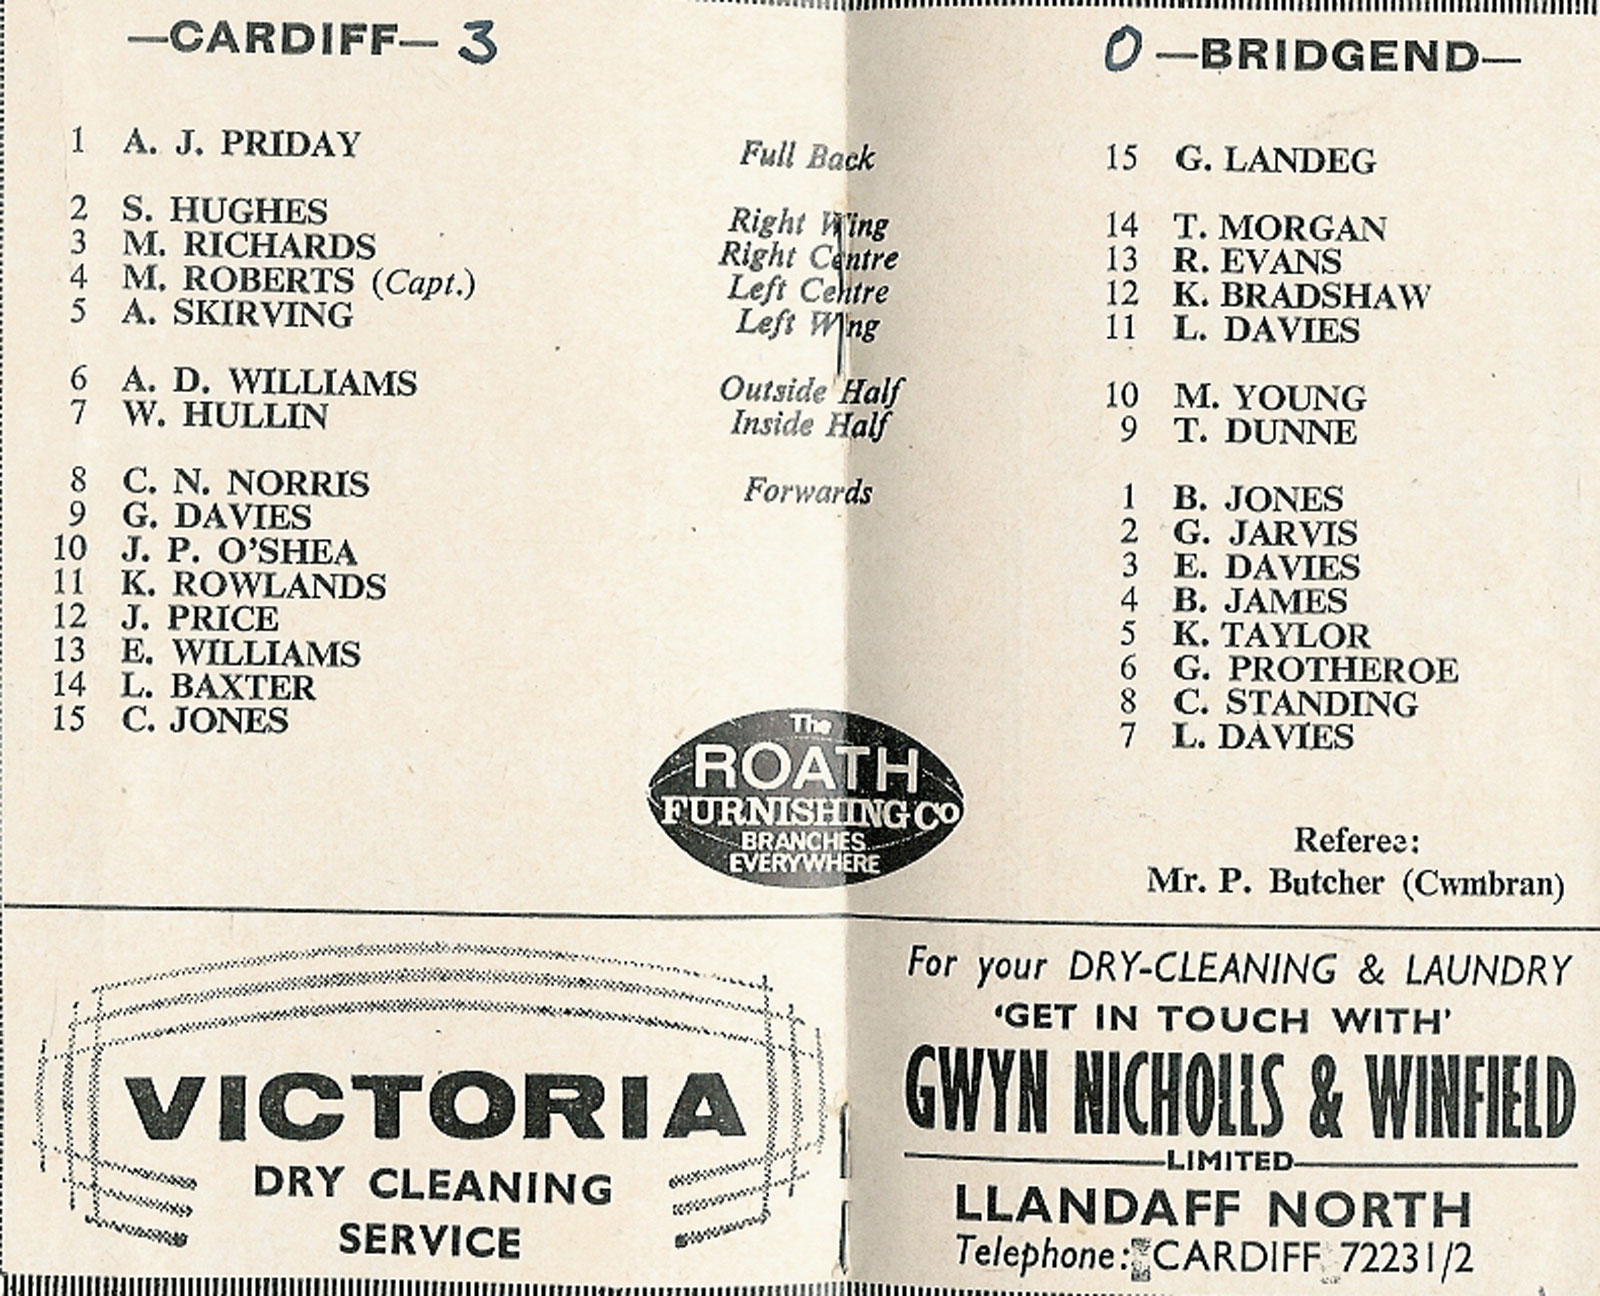 —CARDIFF— 3
1 A. J. PRIDAY
2 S. HUGHES
3 M. RICHARDS
4 M. ROBERTS (Capt.)
5 A. SKIRVING
6 A. D. WILLIAMS
7 W. HULLIN
8 C. N. NORRIS
9 G. DAVIES
10 J. P. O'SHEA
11 K. ROWLANDS
12 J. PRICE
13 E. WILLIAMS
14 L. BAXTER
15 C. JONES
Full Back
Right Wing
Right Centre
Left Centre
Left Wing
Outside Half
Inside Half
Forwards
0 —BRIDGEND—
15 G. LANDEG
14 T. MORGAN
13 R. EVANS
12 K. BRADSHAW
11 L. DAVIES
10 M. YOUNG
9 T. DUNNE
1 B. JONES
2 G. JARVIS
3 E. DAVIES
4 B. JAMES
5 K. TAYLOR
6 G. PROTHEROE
8 C. STANDING
7 L. DAVIES
The
ROATH
FURNISHING CO
BRANCHES
EVERYWHERE
Referee:
Mr. P. Butcher (Cwmbran)
VICTORIA
DRY CLEANING
SERVICE
For your DRY-CLEANING & LAUNDRY
'GET IN TOUCH WITH'
GWYN NICHOLLS & WINFIELD
LIMITED
LLANDAFF NORTH
Telephone: CARDIFF 72231/2